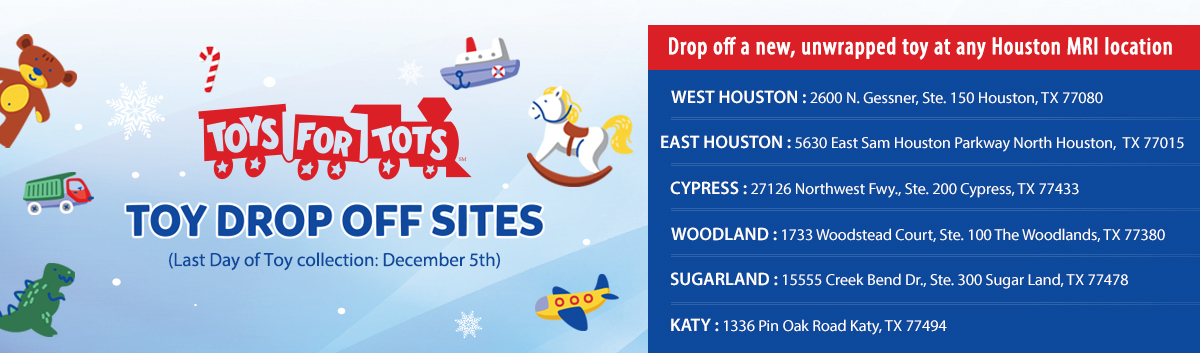 TOYS FOR TOTS
SM
TOY DROP OFF SITES
(Last Day of Toy collection: December 5th)
Drop off a new, unwrapped toy at any Houston MRI location
WEST HOUSTON : 2600 N. Gessner, Ste. 150 Houston, TX 77080
EAST HOUSTON : 5630 East Sam Houston Parkway North Houston, TX 77015
CYPRESS : 27126 Northwest Fwy., Ste. 200 Cypress, TX 77433
WOODLAND : 1733 Woodstead Court, Ste. 100 The Woodlands, TX 77380
SUGARLAND : 15555 Creek Bend Dr., Ste. 300 Sugar Land, TX 77478
KATY : 1336 Pin Oak Road Katy, TX 77494